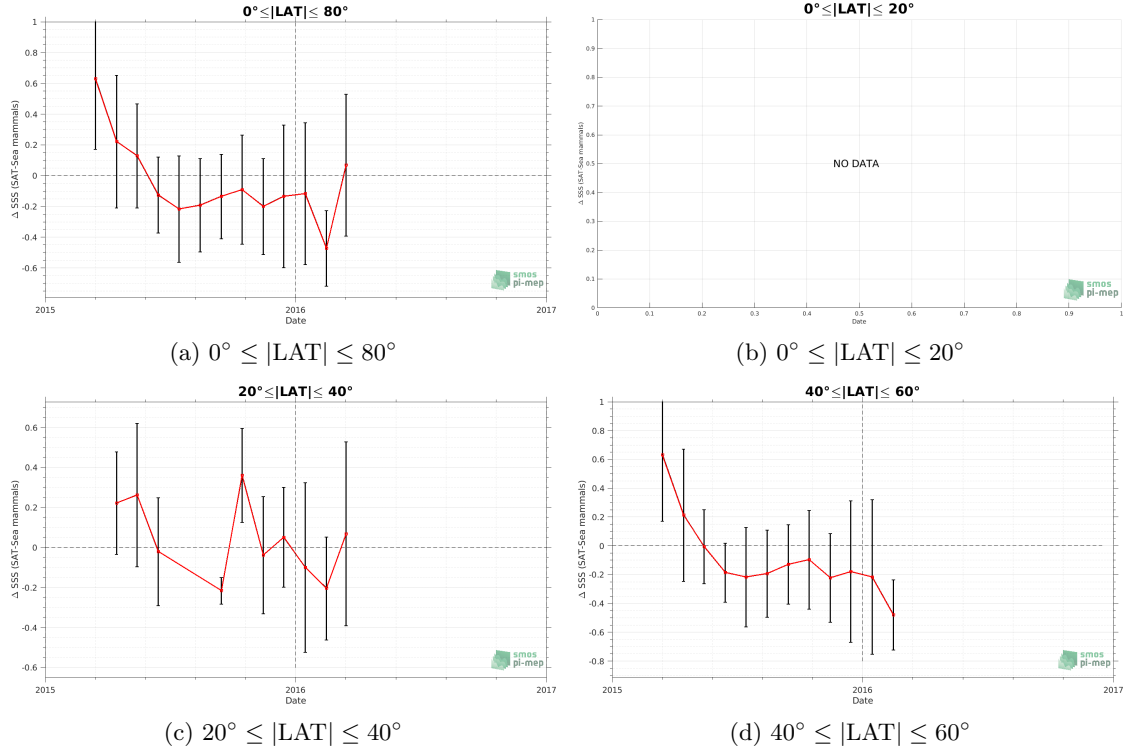 0°≤|LAT|≤ 80°
Δ SSS (SAT-Sea mammals)
1
0.8
0.6
0.4
0.2
0
-0.2
-0.4
-0.6
2015
2016
2017
Date
smos
pi-mep
(a) 0° ≤ |LAT| ≤ 80°
0°≤|LAT|≤ 20°
Δ SSS (SAT-Sea mammals)
1
0.9
0.8
0.7
0.6
0.5
0.4
0.3
0.2
0.1
0
NO DATA
0
0.1
0.2
0.3
0.4
0.5
0.6
0.7
0.8
0.9
1
Date
smos
pi-mep
(b) 0° ≤ |LAT| ≤ 20°
20°≤|LAT|≤ 40°
Δ SSS (SAT-Sea mammals)
0.6
0.4
0.2
0
-0.2
-0.4
-0.6
2015
2016
2017
Date
smos
pi-mep
(c) 20° ≤ |LAT| ≤ 40°
40°≤|LAT|≤ 60°
Δ SSS (SAT-Sea mammals)
1
0.8
0.6
0.4
0.2
0
-0.2
-0.4
-0.6
-0.8
2015
2016
2017
Date
smos
pi-mep
(d) 40° ≤ |LAT| ≤ 60°